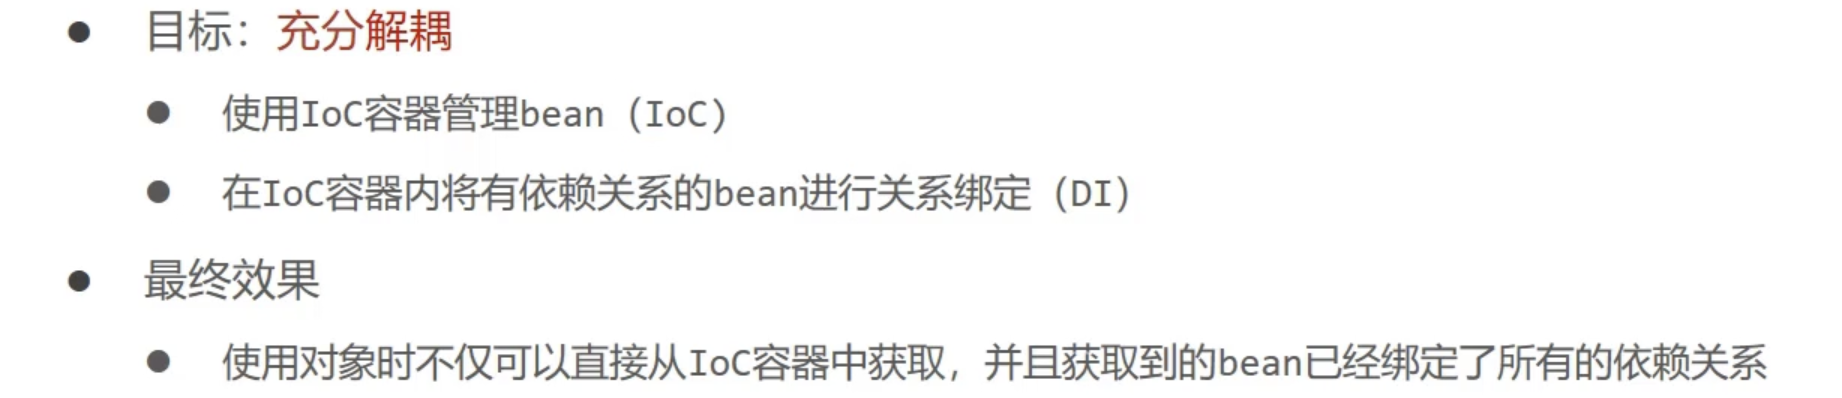 ● 目标：充分解耦
● 使用IoC容器管理bean（IoC）
● 在IoC容器内将有依赖关系的bean进行关系绑定（DI）
● 最终效果
● 使用对象时不仅可以直接从IoC容器中获取，并且获取到的bean已经绑定了所有的依赖关系